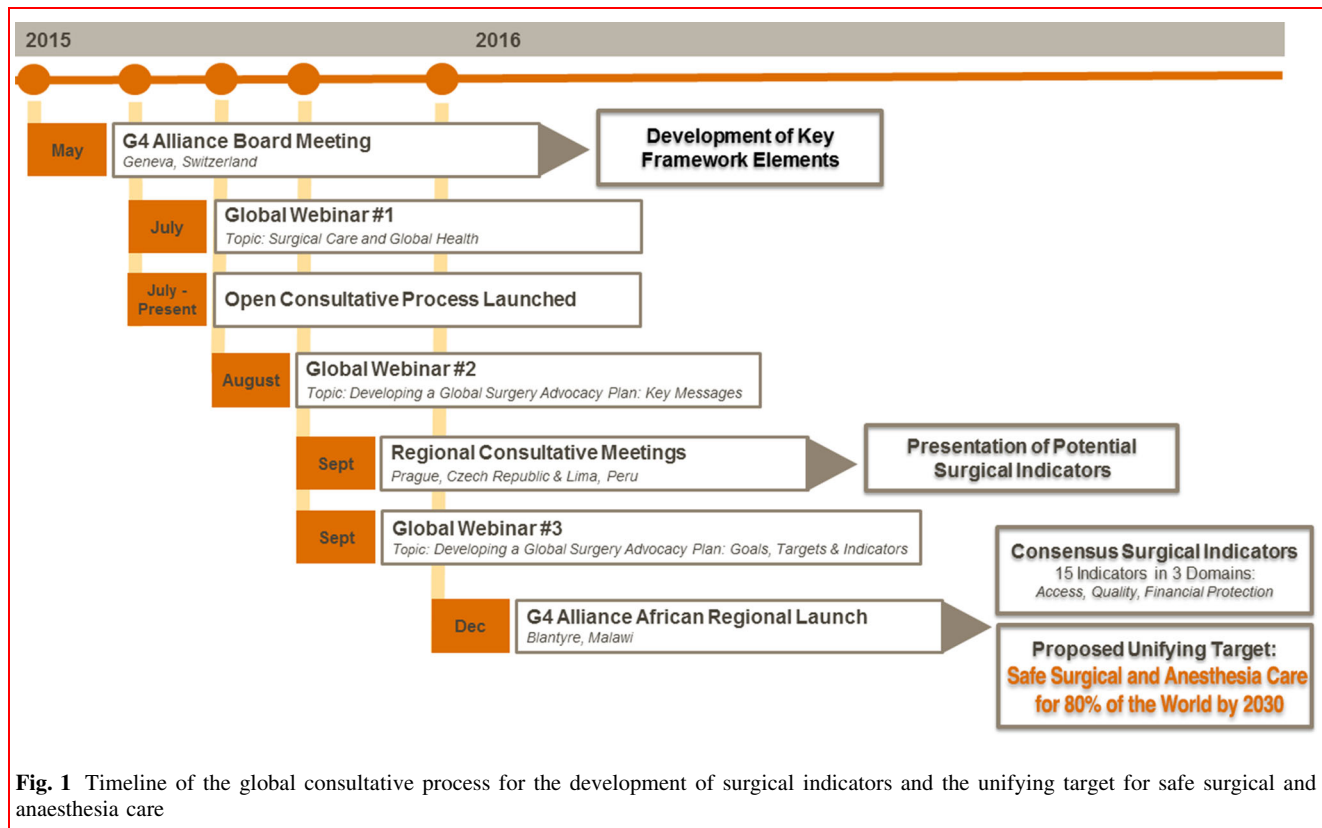 2015
2016
May
G4 Alliance Board Meeting
Geneva, Switzerland
Development of Key
Framework Elements
July
Global Webinar #1
Topic: Surgical Care and Global Health
July -
Present
Open Consultative Process Launched
August
Global Webinar #2
Topic: Developing a Global Surgery Advocacy Plan: Key Messages
Sept
Regional Consultative Meetings
Prague, Czech Republic & Lima, Peru
Presentation of Potential
Surgical Indicators
Sept
Global Webinar #3
Topic: Developing a Global Surgery Advocacy Plan: Goals, Targets & Indicators
Consensus Surgical Indicators
15 Indicators in 3 Domains:
Access, Quality, Financial Protection
Dec
G4 Alliance African Regional Launch
Blantyre, Malawi
Proposed Unifying Target:
Safe Surgical and Anesthesia Care
for 80% of the World by 2030
Fig. 1 Timeline of the global consultative process for the development of surgical indicators and the unifying target for safe surgical and
anaesthesia care